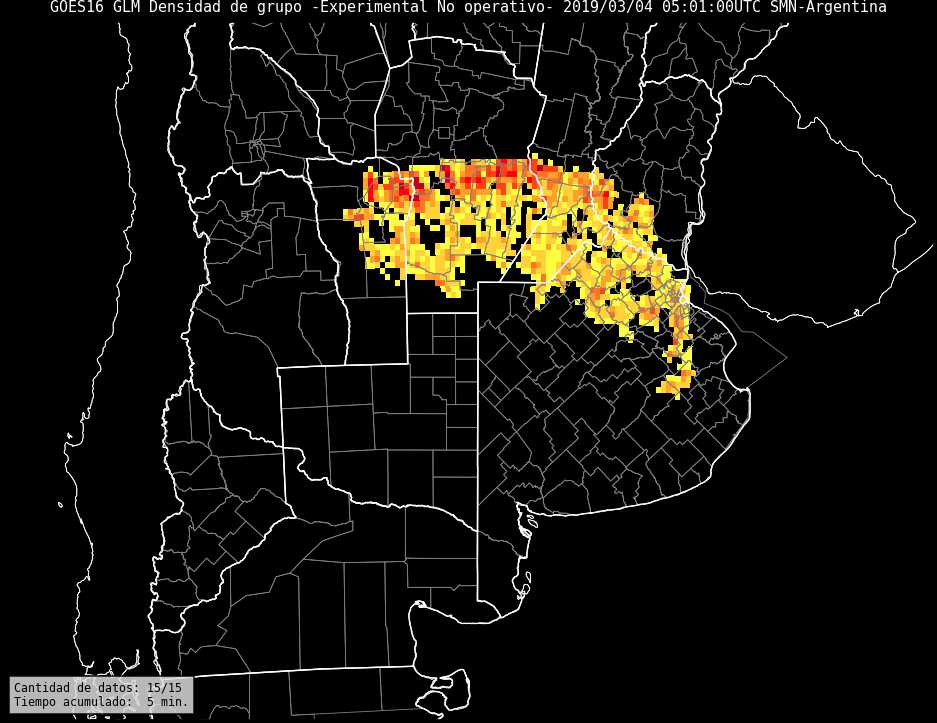 GOES16 GLM Densidad de grupo -Experimental No operativo- 2019/03/04 05:01:00UTC SMN-Argentina
Cantidad de datos: 15/15
Tiempo acumulado:  5 min.